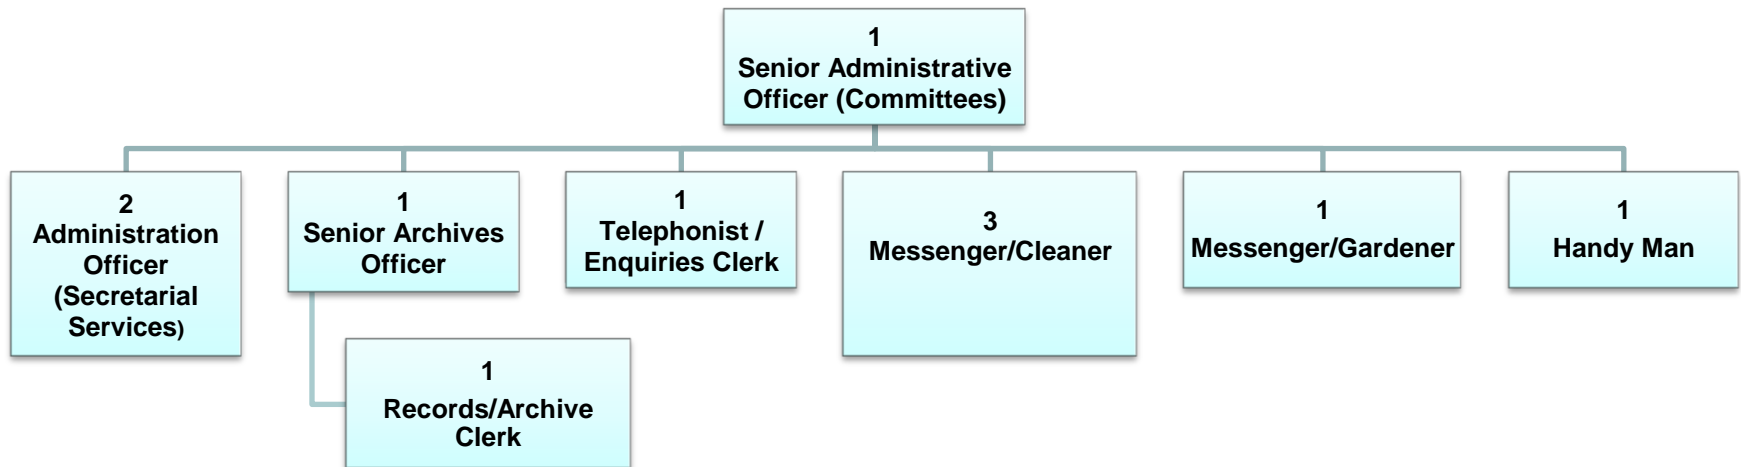 1
Senior Administrative
Officer (Committees)
2
Administration
Officer
(Secretarial
Services)
1
Senior Archives
Officer
1
Telephonist /
Enquiries Clerk
3
Messenger/Cleaner
1
Messenger/Gardener
1
Handy Man
1
Records/Archive
Clerk